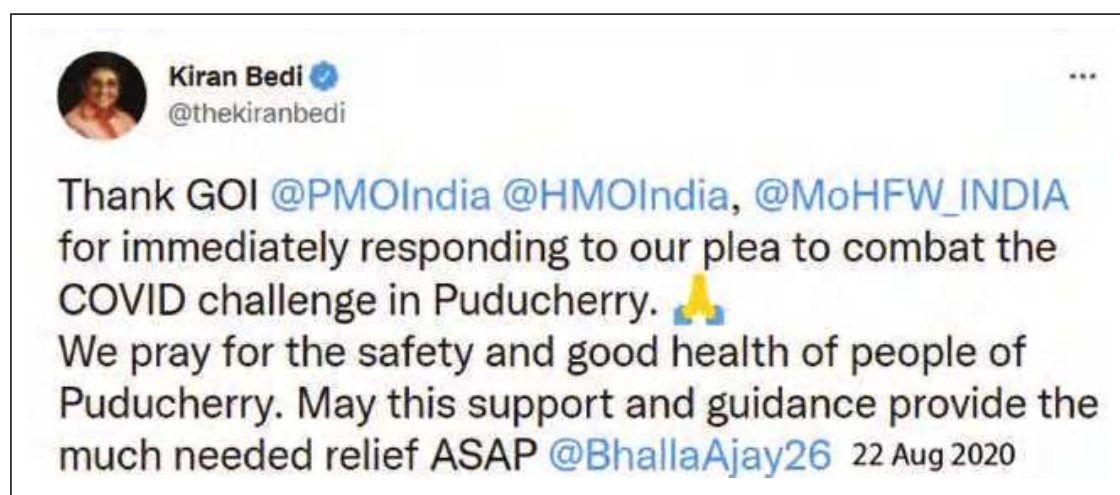 Kiran Bedi
@thekiranbedi
Thank GOI @PMOIndia @HMOIndia, @MoHFW_INDIA
for immediately responding to our plea to combat the
COVID challenge in Puducherry. 🙏
We pray for the safety and good health of people of
Puducherry. May this support and guidance provide the
much needed relief ASAP @BhallaAjay26 22 Aug 2020